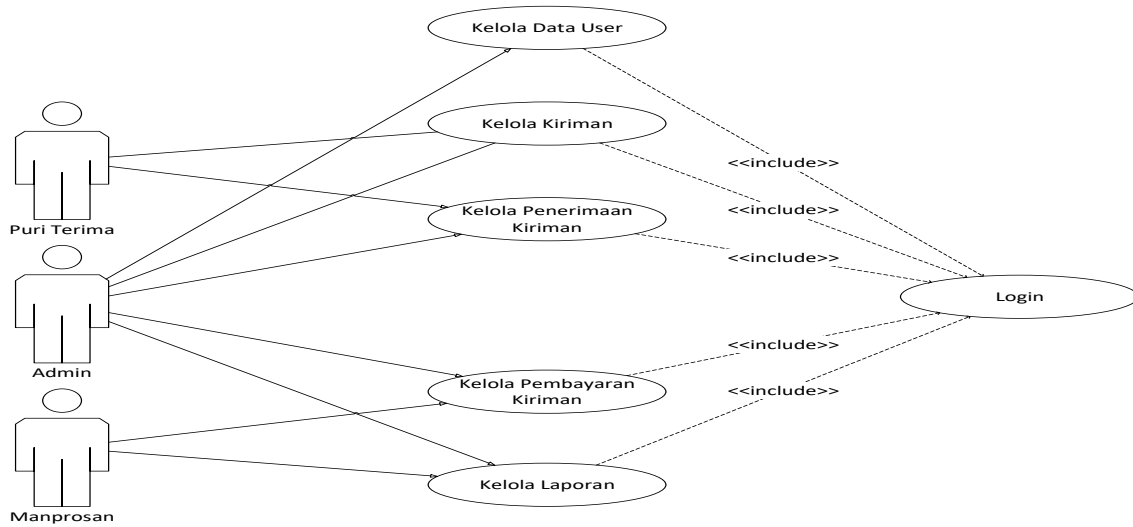 Kelola Data User
Kelola Kiriman
<<include>>
Puri Terima
Kelola Penerimaan
Kiriman
<<include>>
<<include>>
Admin
Login
Kelola Pembayaran
Kiriman
<<include>>
<<include>>
Manprosan
Kelola Laporan